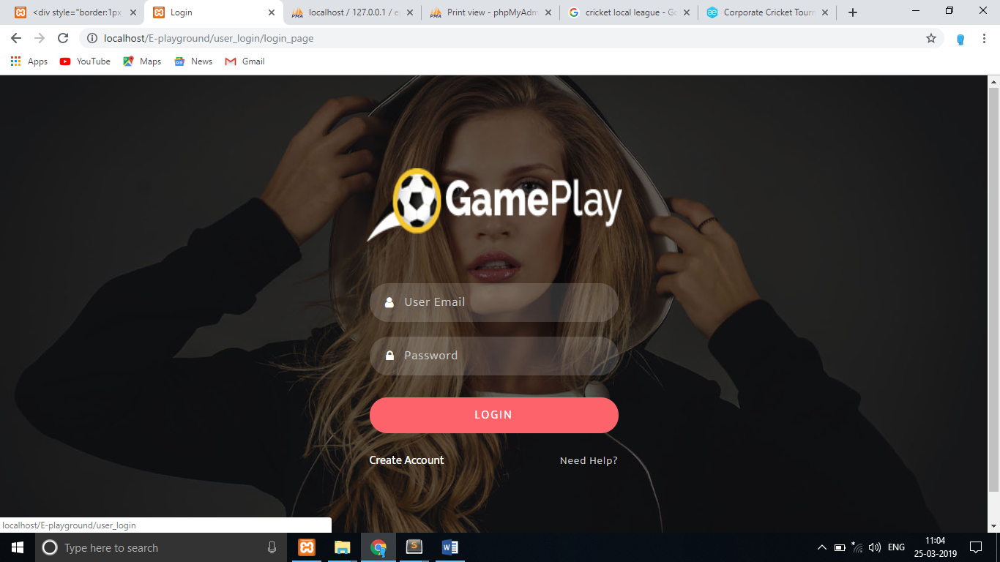 <div style="border:1px
Login
localhost / 127.0.0.1 / e
Print view - phpMyAdm
cricket local league - Go
Corporate Cricket Tourn
localhost/E-playground/user_login/login_page
Apps
YouTube
Maps
News
Gmail
GamePlay
User Email
Password
LOGIN
Create Account
Need Help?
localhost/E-playground/user_login
Type here to search
ENG
11:04
25-03-2019